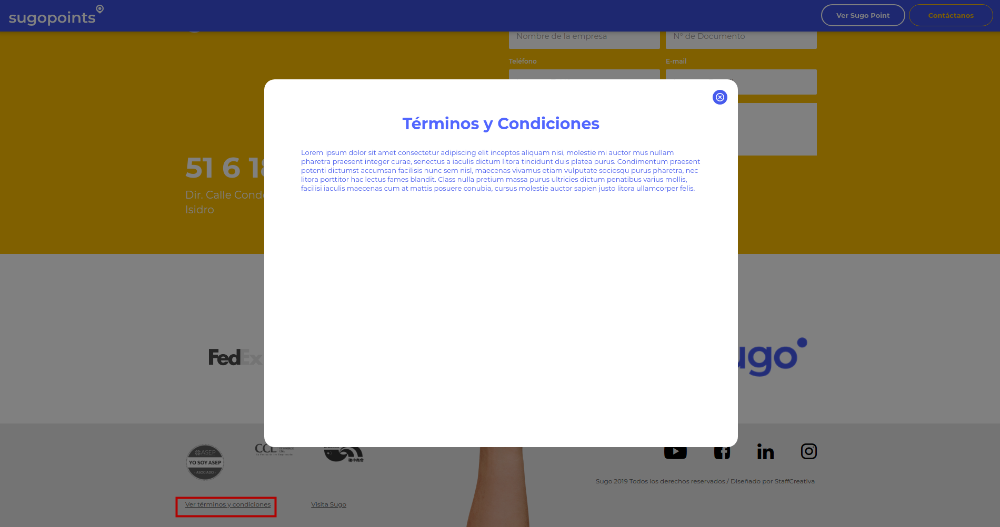 sugopoints
Ver Sugo Point
Contáctanos
Nombre de la empresa
N° de Documento
Teléfono
E-mail
Términos y Condiciones
Lorem ipsum dolor sit amet consectetur adipiscing elit inceptos aliquam nisi, molestie mi auctor mus nullam
pharetra praesent integer curae, senectus a iaculis dictum litora tincidunt duis platea purus. Condimentum praesent
potenti dictumst accumsan facilisis nunc sem nisl, maecenas vivamus etiam vulputate sociosqu purus pharetra, nec
litora porttitor hac lectus fames blandit. Class nulla pretium massa purus ultricies dictum penatibus varius mollis,
facilisi iaculis maecenas cum at mattis posuere conubia, cursus molestie auctor sapien justo litora ullamcorper felis.
51 6 18
Dir. Calle Conde
Isidro
FedEx
ugo
CCL
ASEP
YO SOY ASEP
- ASOCIADO -
in
Sugo 2019 Todos los derechos reservados / Diseñado por StaffCreativa
Ver términos y condiciones
Visita Sugo